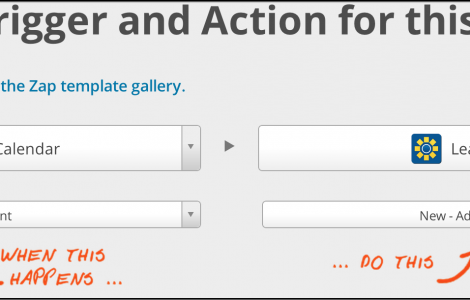 rigger and Action for this
the Zap template gallery.
Calendar
Lea
nt
New - Ad
WHEN THIS
HAPPENS ...
... DO THIS